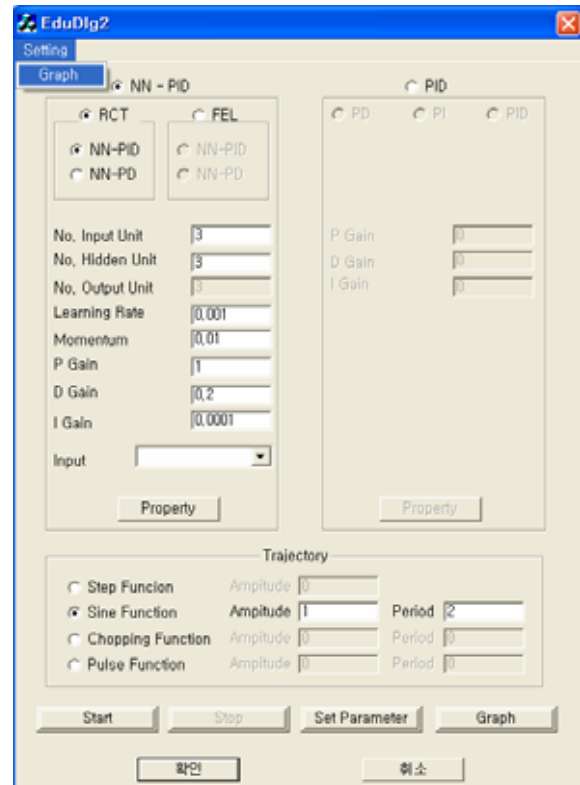 EduDlg2
Setting
Graph
NN - PID
PID
RCT
FEL
PD
PI
PID
NN-PID
NN-PID
NN-PD
NN-PD
No, Input Unit 3
No, Hidden Unit 3
No, Output Unit 3
Learning Rate 0,001
Momentum 0,01
P Gain 1
D Gain 0,2
I Gain 0,0001
Input
Property
P Gain 0
D Gain 0
I Gain 0
Property
Trajectory
Step Funcion Ampitude 0
Sine Function Ampitude 1 Period 2
Chopping Function Ampitude 0 Period 0
Pulse Function Ampitude 0 Period 0
Start Stop Set Parameter Graph
확인 취소